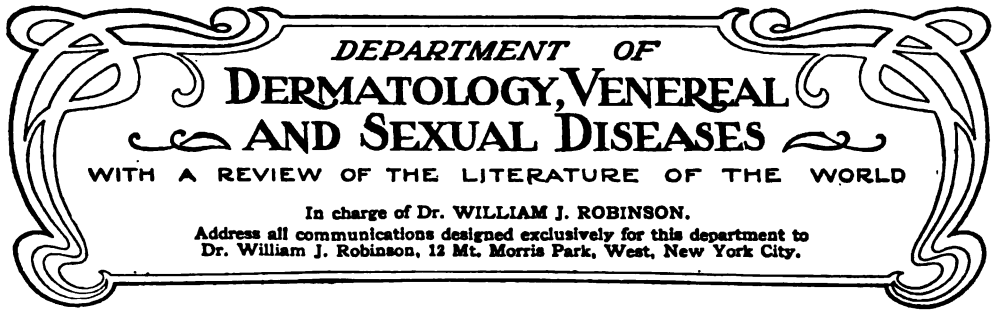 DEPARTMENT OF
DERMATOLOGY, VENEREAL
AND SEXUAL DISEASES
WITH A REVIEW OF THE LITERATURE OF THE WORLD
In charge of Dr. WILLIAM J. ROBINSON.
Address all communications designed exclusively for this department to
Dr. William J. Robinson, 12 Mt. Morris Park, West, New York City.